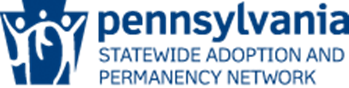 pennsylvania
STATEWIDE ADOPTION AND
PERMANENCY NETWORK